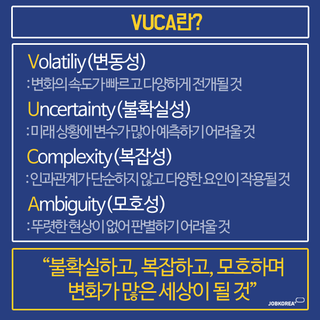 VUCA란?
Volatiliy (변동성)
: 변화의 속도가 빠르고 다양하게 전개될 것
Uncertainty (불확실성)
: 미래 상황에 변수가 많아 예측하기 어려울 것
Complexity (복잡성)
: 인과관계가 단순하지 않고 다양한 요인이 작용될 것
Ambiguity (모호성)
: 뚜렷한 현상이 없어 판별하기 어려울 것
“불확실하고, 복잡하고, 모호하며
변화가 많은 세상이 될 것”
JOBKOREA